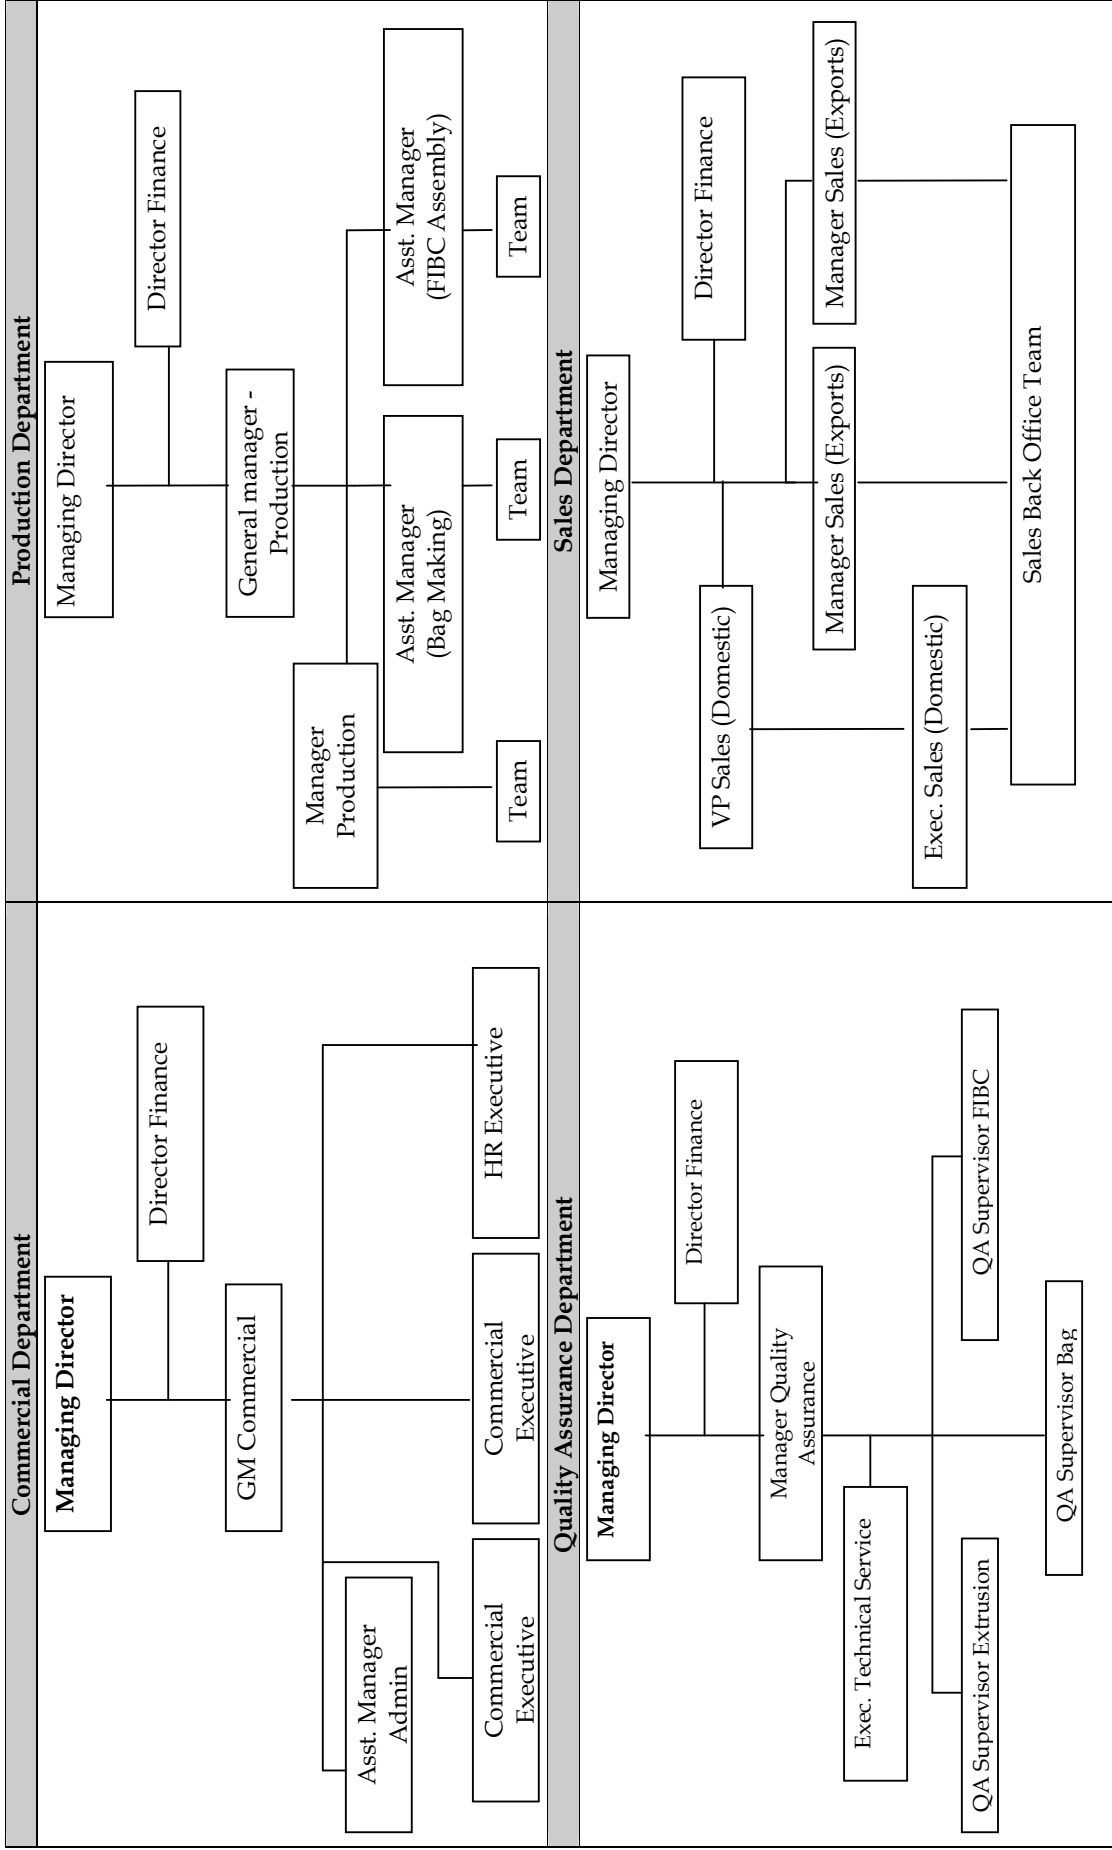 Commercial Department
Managing Director
Director Finance
GM Commercial
Asst. Manager
Admin
Commercial
Executive
Commercial
Executive
HR Executive
Production Department
Managing Director
Director Finance
General manager -
Production
Manager
Production
Asst. Manager
(Bag Making)
Asst. Manager
(FIBC Assembly)
Team
Team
Team
Quality Assurance Department
Managing Director
Director Finance
Manager Quality
Assurance
Exec. Technical Service
QA Supervisor Extrusion
QA Supervisor FIBC
QA Supervisor Bag
Sales Department
Managing Director
Director Finance
VP Sales (Domestic)
Manager Sales (Exports)
Manager Sales (Exports)
Exec. Sales (Domestic)
Sales Back Office Team